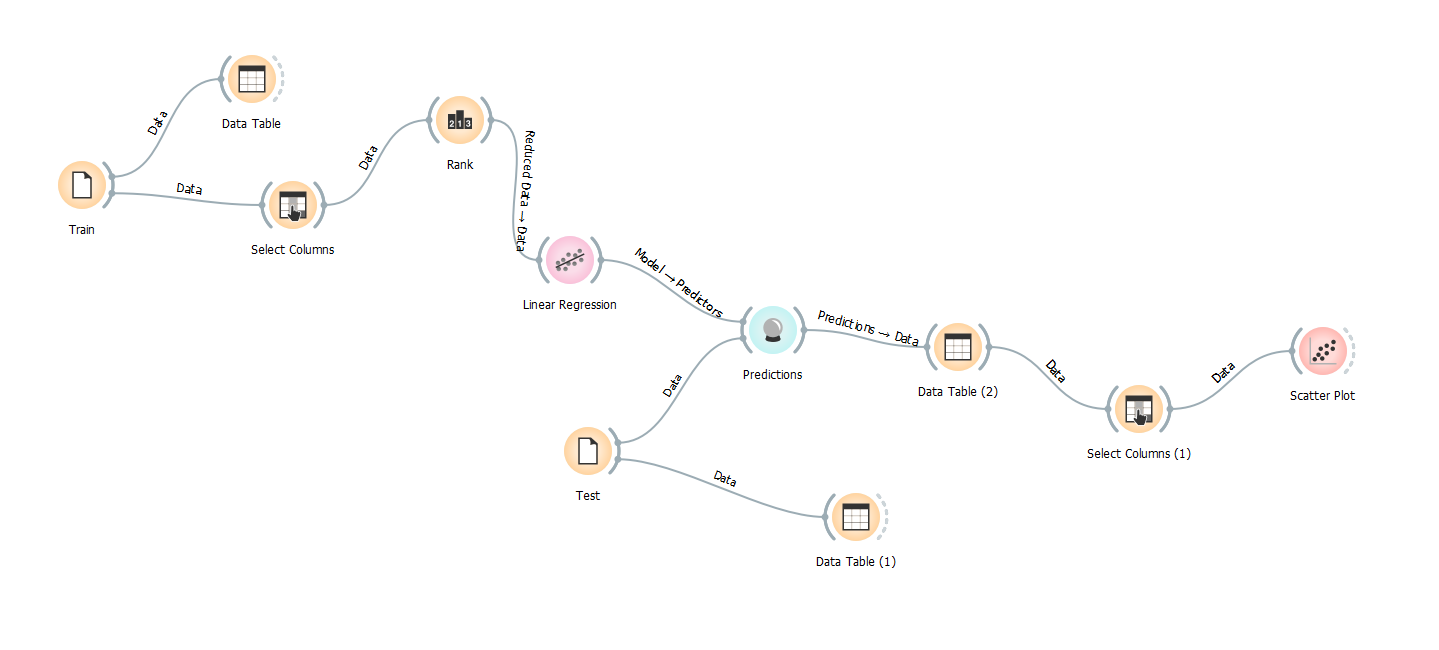 Data
Data Table
Data
Train
Select Columns
Data
2 1 3
Rank
Reduced Data → Data
Linear Regression
Model → Predictors
Predictions
Predictions → Data
Data
Test
Data
Data Table (1)
Data Table (2)
Data
Select Columns (1)
Data
Scatter Plot